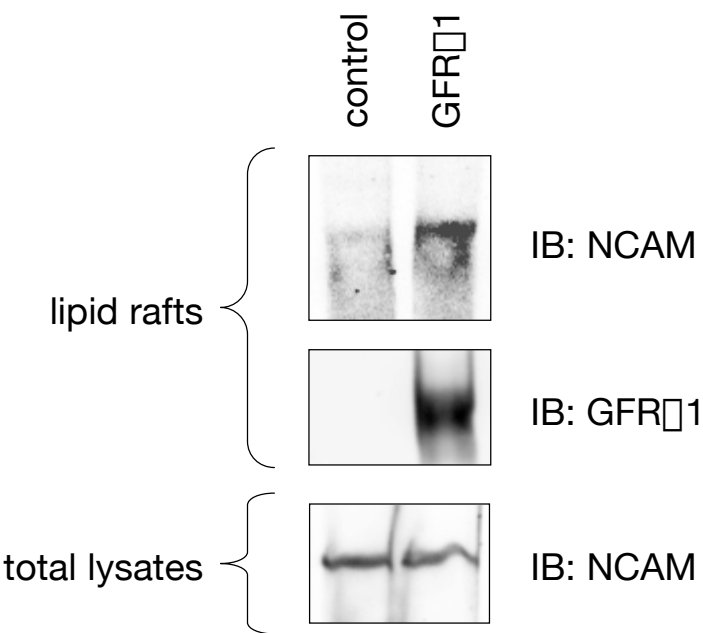 control
GFR▯1
IB: NCAM
lipid rafts
IB: GFR▯1
total lysates
IB: NCAM